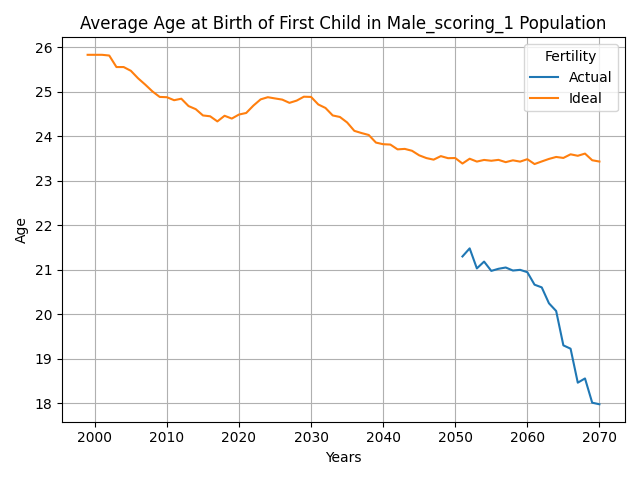 Average Age at Birth of First Child in Male_scoring_1 Population
Fertility
Actual
Ideal
Age
26
25
24
23
22
21
20
19
18
2000 2010 2020 2030 2040 2050 2060 2070
Years